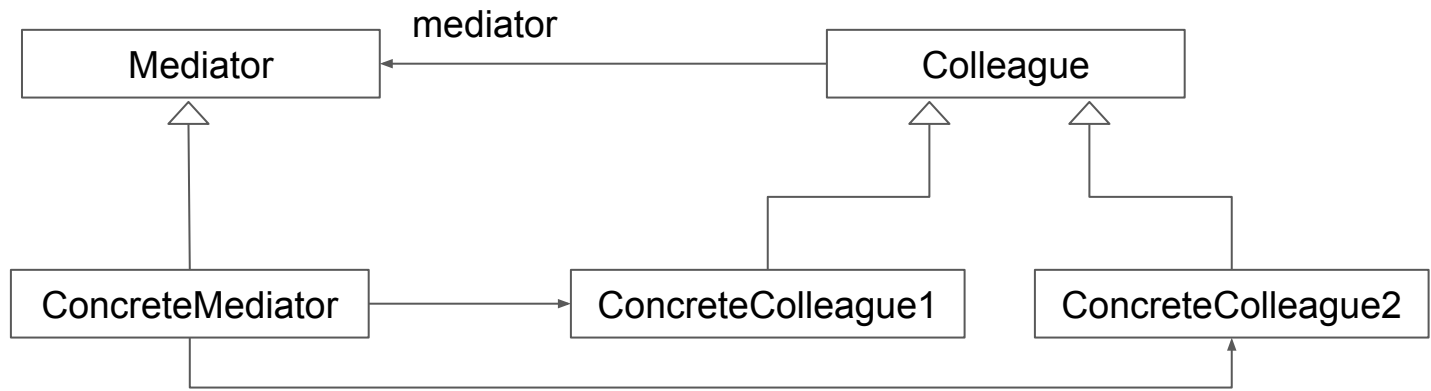 mediator
Mediator
Colleague
ConcreteMediator
ConcreteColleague1
ConcreteColleague2